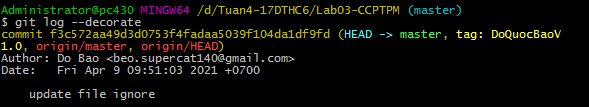 Administrator@pc430 MINGW64 /d/Tuan4-17DTHC6/Lab03-CCPTPM (master)
$ git log --decorate
commit f3c572aa49d3d0753f4fadaa5039f104da1df9fd (HEAD -> master, tag: DoQuocBaoV
1.0, origin/master, origin/HEAD)
Author: Do Bao <beo.supercat140@gmail.com>
Date:   Fri Apr 9 09:51:03 2021 +0700
    update file ignore